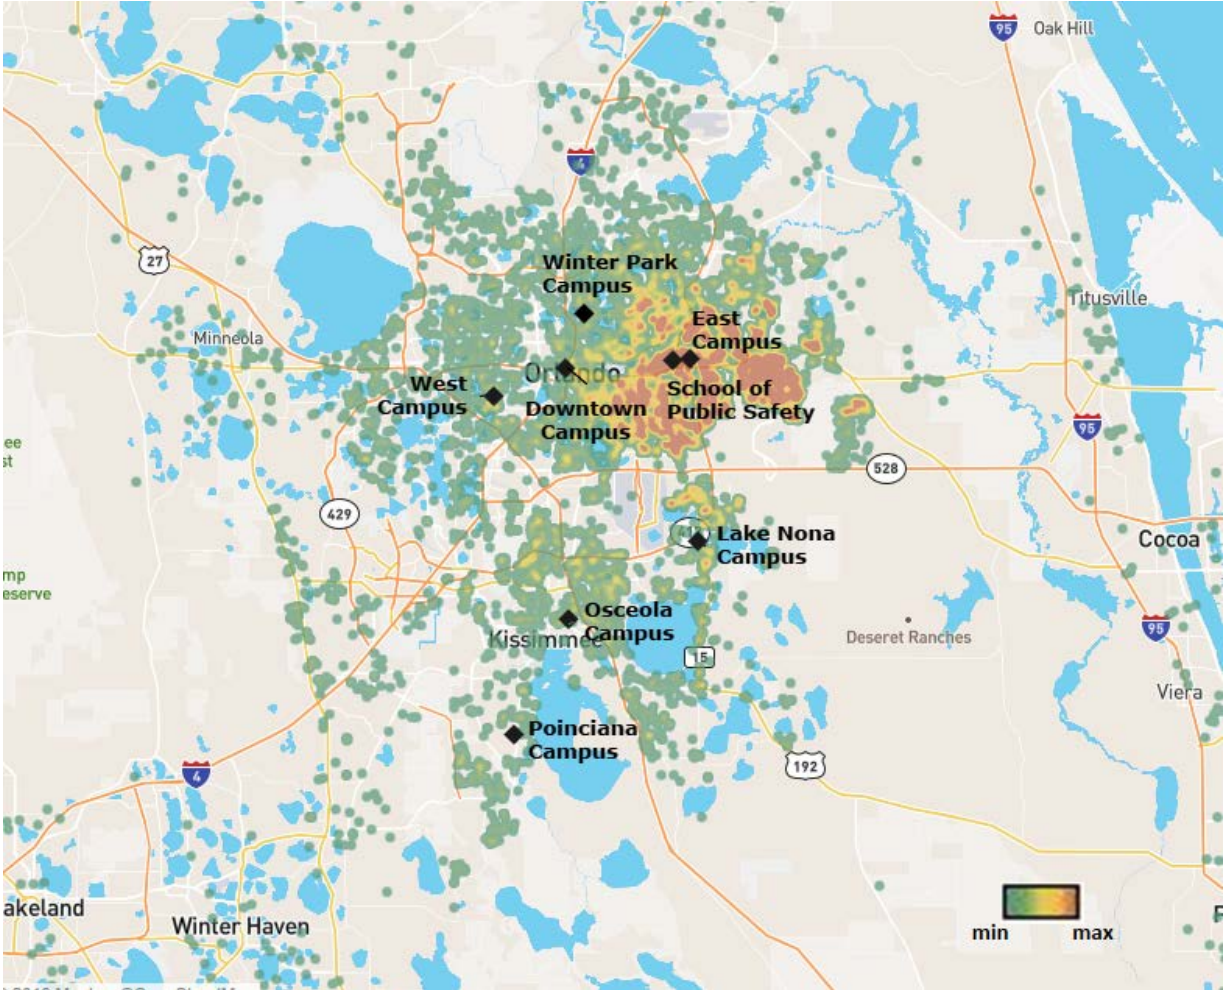 95
Oak Hill
4
27
Winter Park
Campus
Titusville
East
Campus
Minneola
Orlando
West
Campus
School of
Public Safety
Downtown
Campus
95
528
429
Lake Nona
Campus
Cocoa
Osceola
Campus
Kissimmee
Deseret Ranches
95
15
Viera
Poinciana
Campus
192
4
min
max
akeland
Winter Haven